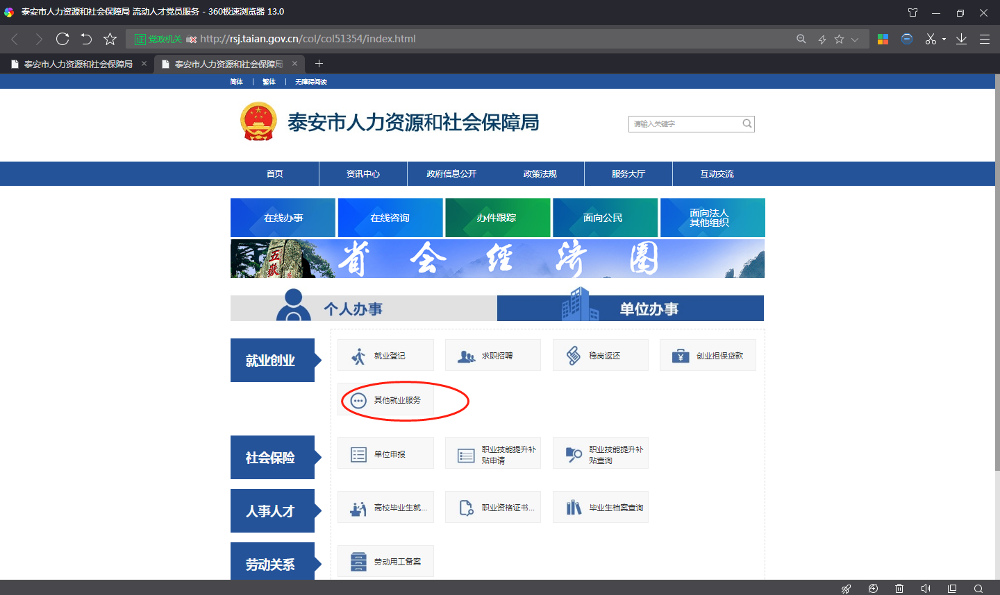 泰安市人力资源和社会保障局 流动人才党员服务 - 360极速浏览器 13.0
证 党政机关 http://rsj.taian.gov.cn/col/col51354/index.html
泰安市人力资源和社会保障局
泰安市人力资源和社会保障局
简体 | 繁体 | 无障碍阅读
泰安市人力资源和社会保障局
请输入关键字
首页
资讯中心
政府信息公开
政策法规
服务大厅
互动交流
在线办事
在线咨询
办件跟踪
面向公民
面向法人
其他组织
五嶽
省会经济圈
个人办事
单位办事
就业创业
就业登记
求职招聘
稳岗返还
创业担保贷款
其他就业服务
社会保险
单位申报
职业技能提升补
贴申请
职业技能提升补
贴查询
人事人才
高校毕业生就...
职业资格证书...
毕业生档案查询
劳动关系
劳动用工备案